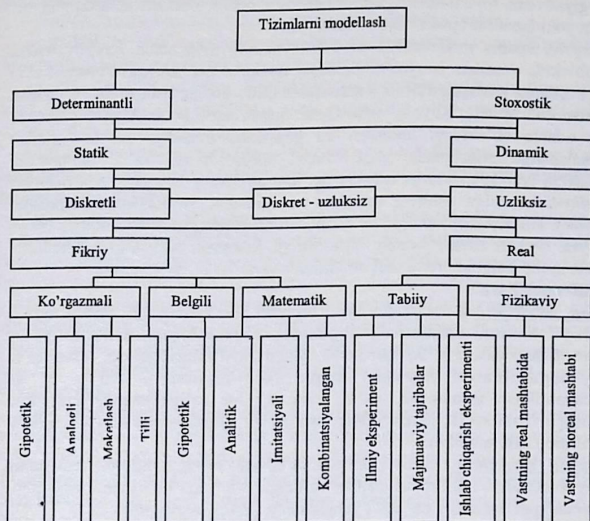 Tizimlarni modellash
Determinantli
Stoxostik
Statik
Dinamik
Diskretli
Diskret - uzluksiz
Uzliksiz
Fikriy
Real
Ko'rgazmali
Belgili
Matematik
Tabiiy
Fizikaviy
Gipotetik
Analogli
Maketlash
Tilli
Gipotetik
Analitik
Imitatsiyali
Kombinatsiyalangan
Ilmiy eksperiment
Majmuaviy tajribalar
Ishlab chiqarish eksperimenti
Vastning real mashtabida
Vastning noreal mashtabi